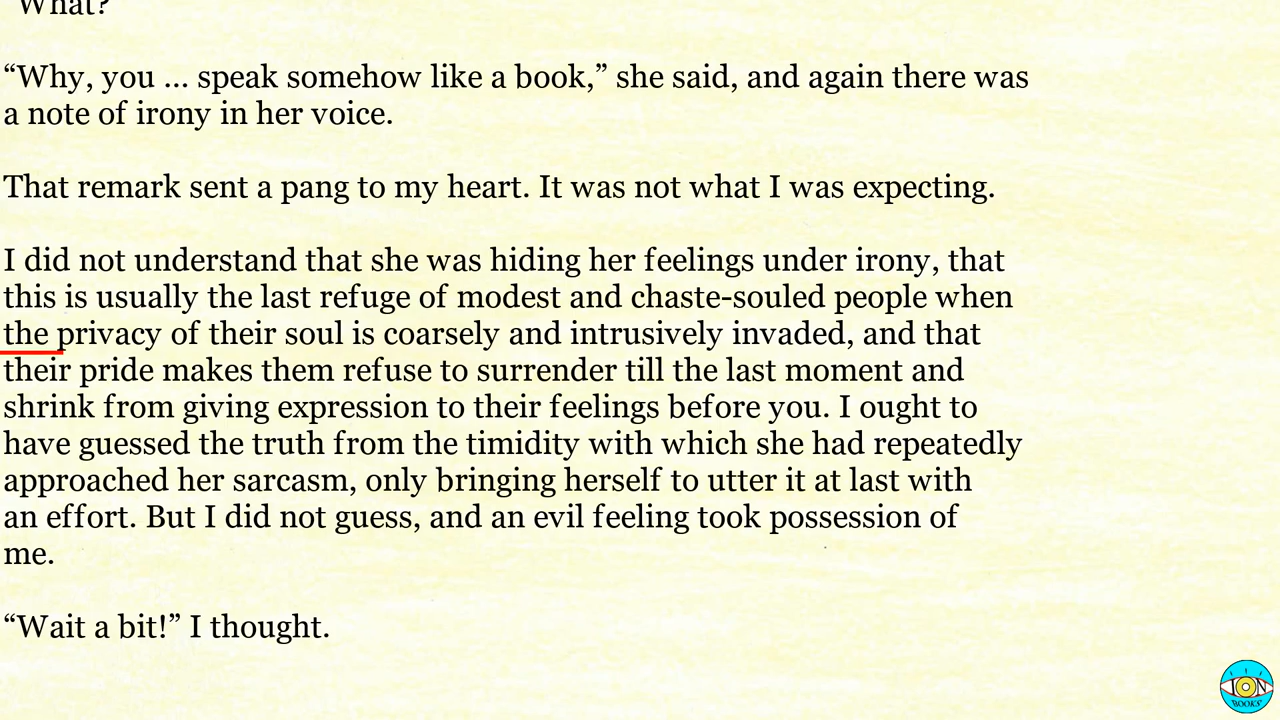 "What?
“Why, you ... speak somehow like a book,” she said, and again there was
a note of irony in her voice.
That remark sent a pang to my heart. It was not what I was expecting.
I did not understand that she was hiding her feelings under irony, that
this is usually the last refuge of modest and chaste-souled people when
the privacy of their soul is coarsely and intrusively invaded, and that
their pride makes them refuse to surrender till the last moment and
shrink from giving expression to their feelings before you. I ought to
have guessed the truth from the timidity with which she had repeatedly
approached her sarcasm, only bringing herself to utter it at last with
an effort. But I did not guess, and an evil feeling took possession of
me.
“Wait a bit!” I thought.
ION
BOOKS